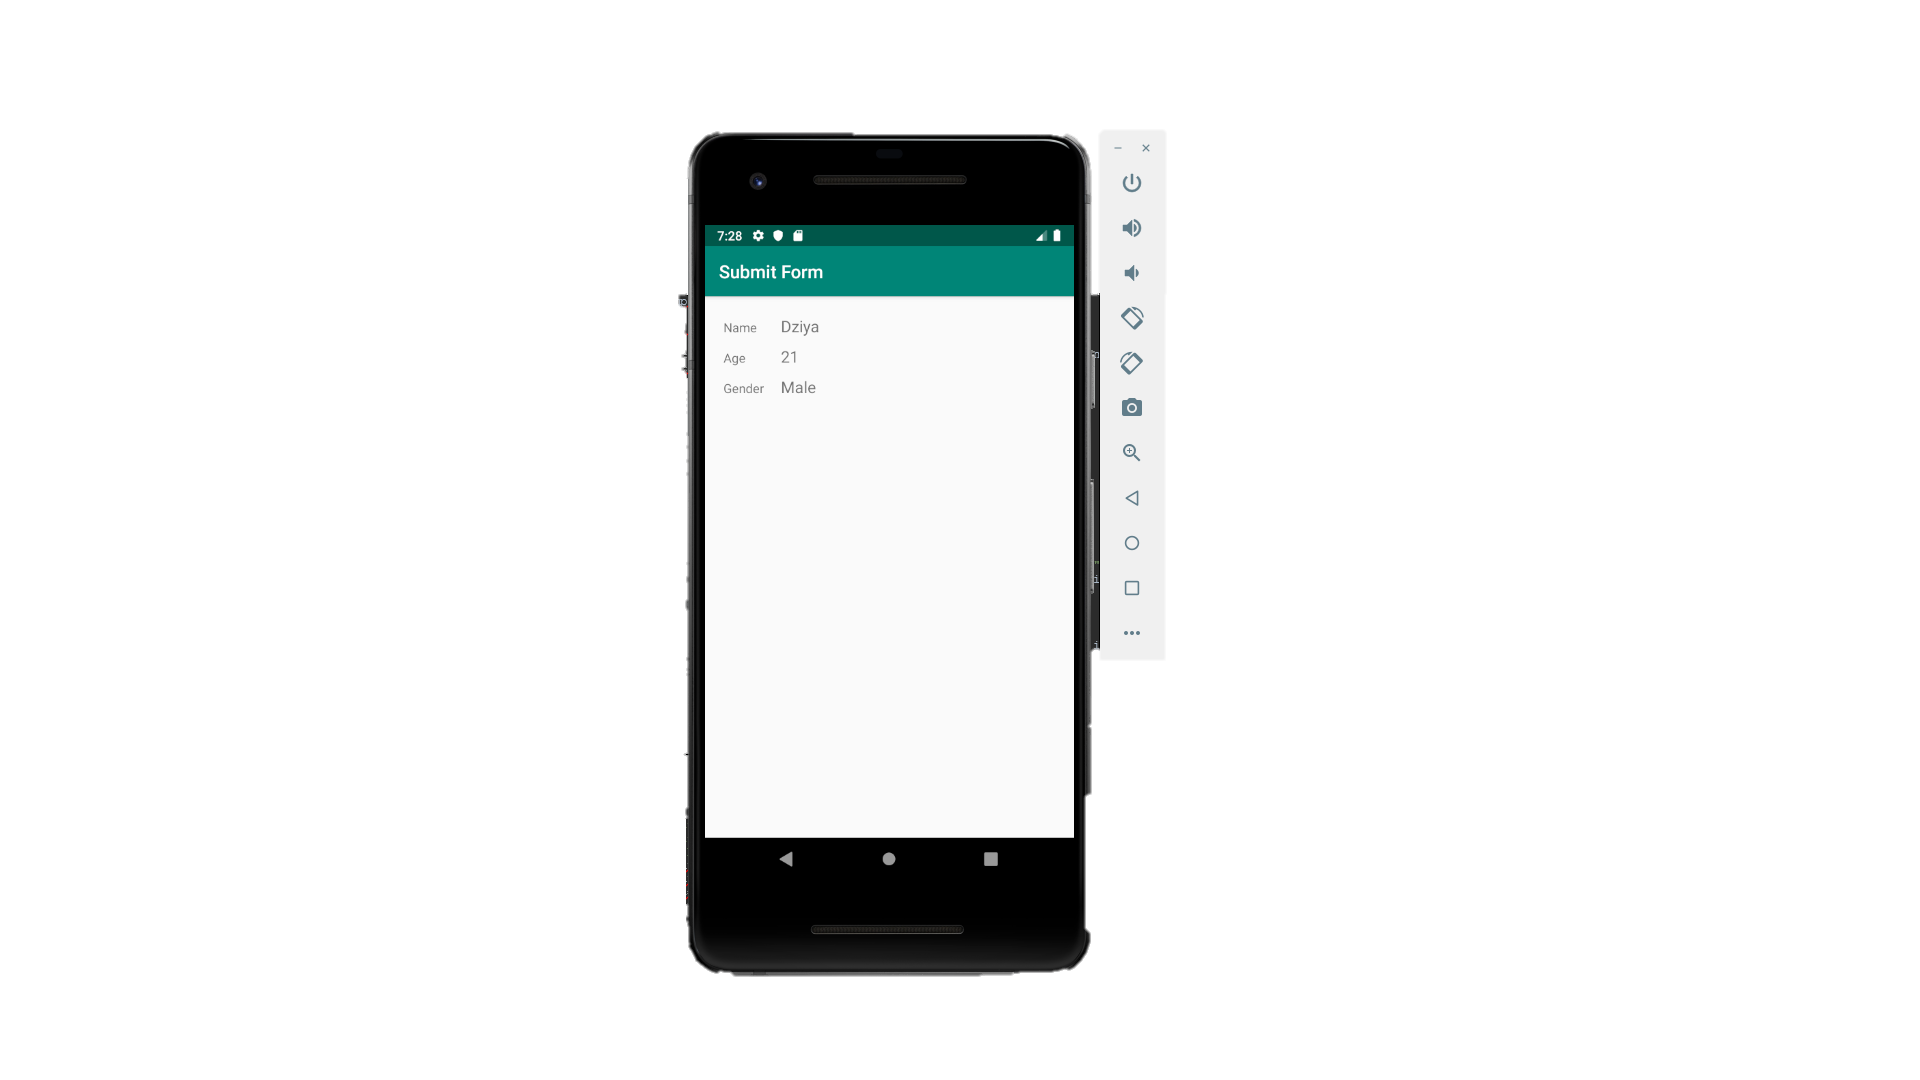 7:28
Submit Form
Name Dziya
Age 21
Gender Male